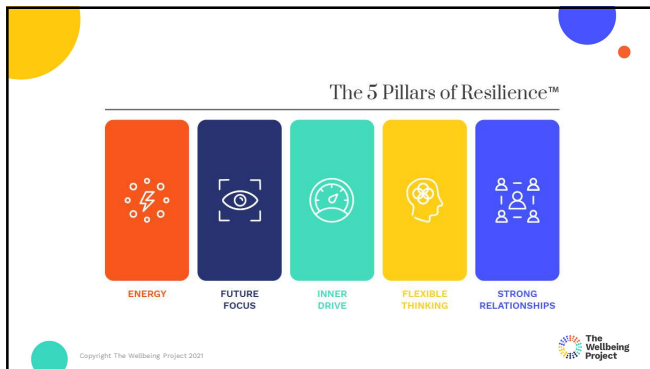 The 5 Pillars of Resilience™
ENERGY
FUTURE
FOCUS
INNER
DRIVE
FLEXIBLE
THINKING
STRONG
RELATIONSHIPS
Copyright The Wellbeing Project 2021
The
Wellbeing
Project